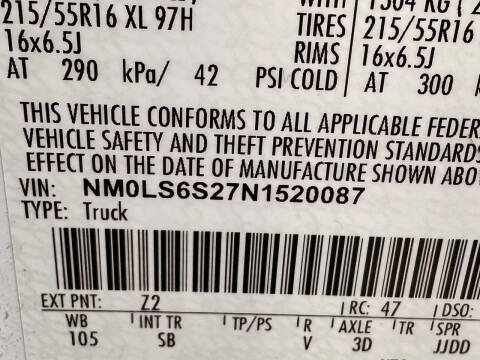 WITH 1304 KG
215/55R16 XL 97H TIRES 215/55R16
16x6.5J RIMS 16x6.5J
AT 290 kPa/ 42 PSI COLD AT 300
THIS VEHICLE CONFORMS TO ALL APPLICABLE FEDER
VEHICLE SAFETY AND THEFT PREVENTION STANDARDS
EFFECT ON THE DATE OF MANUFACTURE SHOWN ABO
VIN: NM0LS6S27N1520087
TYPE: Truck
EXT PNT: Z2 RC: 47 DSO:
WB INT TR TP/PS R AXLE TR SPR
105 SB V 3D JJDD